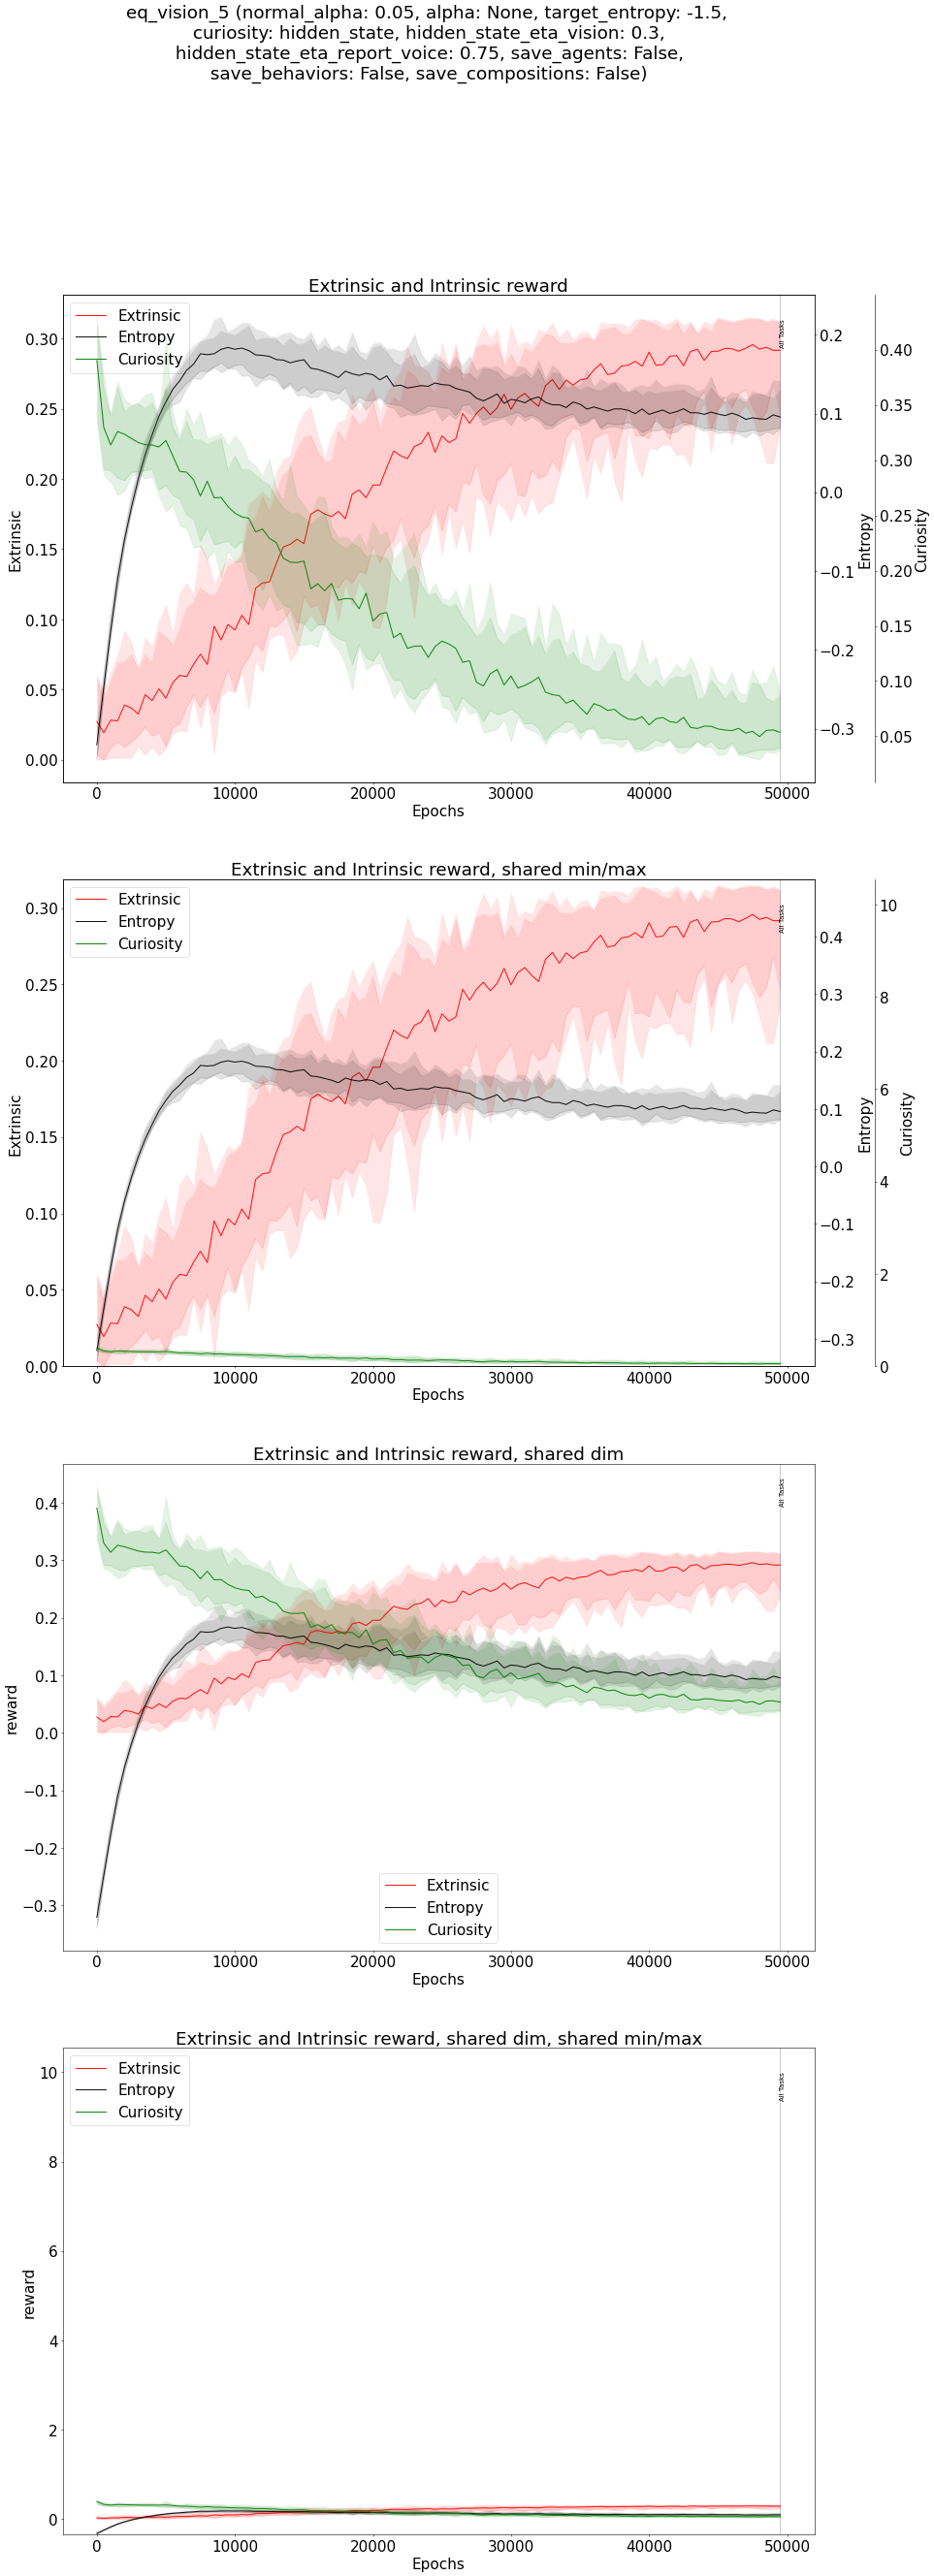 eq_vision_5 (normal_alpha: 0.05, alpha: None, target_entropy: -1.5,
curiosity: hidden_state, hidden_state_eta_vision: 0.3,
hidden_state_eta_report_voice: 0.75, save_agents: False,
save_behaviors: False, save_compositions: False)
Extrinsic and Intrinsic reward
Extrinsic
Entropy
Curiosity
All Tasks
0.30
0.25
0.20
0.15
0.10
0.05
0.00
Extrinsic
0.2
0.1
0.0
−0.1
−0.2
−0.3
Entropy
0.40
0.35
0.30
0.25
0.20
0.15
0.10
0.05
Curiosity
0 10000 20000 30000 40000 50000
Epochs
Extrinsic and Intrinsic reward, shared min/max
Extrinsic
Entropy
Curiosity
All Tasks
0.30
0.25
0.20
0.15
0.10
0.05
0.00
Extrinsic
0.4
0.3
0.2
0.1
0.0
−0.1
−0.2
−0.3
Entropy
10
8
6
4
2
0
Curiosity
0 10000 20000 30000 40000 50000
Epochs
Extrinsic and Intrinsic reward, shared dim
All Tasks
0.4
0.3
0.2
0.1
0.0
−0.1
−0.2
−0.3
reward
Extrinsic
Entropy
Curiosity
0 10000 20000 30000 40000 50000
Epochs
Extrinsic and Intrinsic reward, shared dim, shared min/max
Extrinsic
Entropy
Curiosity
All Tasks
10
8
6
4
2
0
reward
0 10000 20000 30000 40000 50000
Epochs